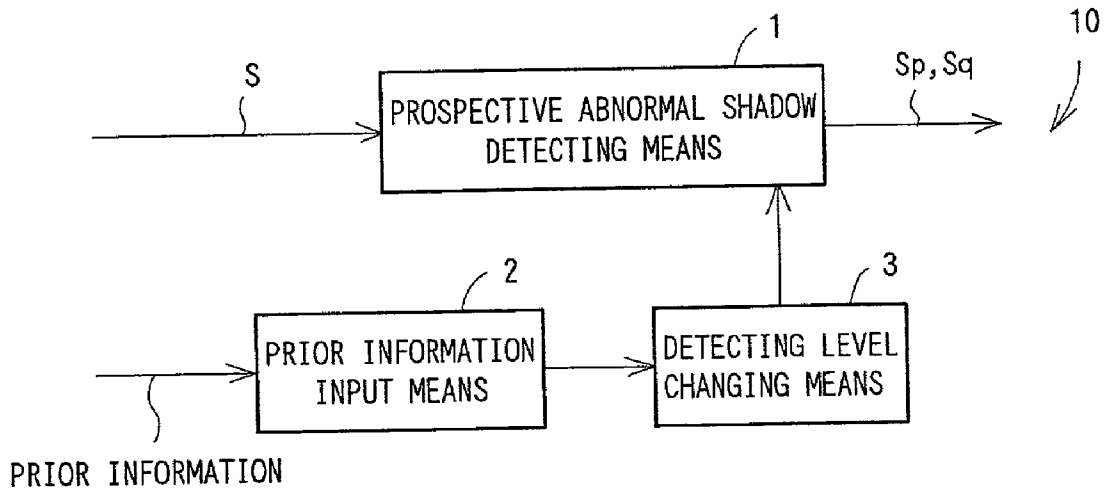 1
10
S
Sp,Sq
PROSPECTIVE ABNORMAL SHADOW
DETECTING MEANS
2
3
PRIOR INFORMATION
INPUT MEANS
DETECTING LEVEL
CHANGING MEANS
PRIOR INFORMATION